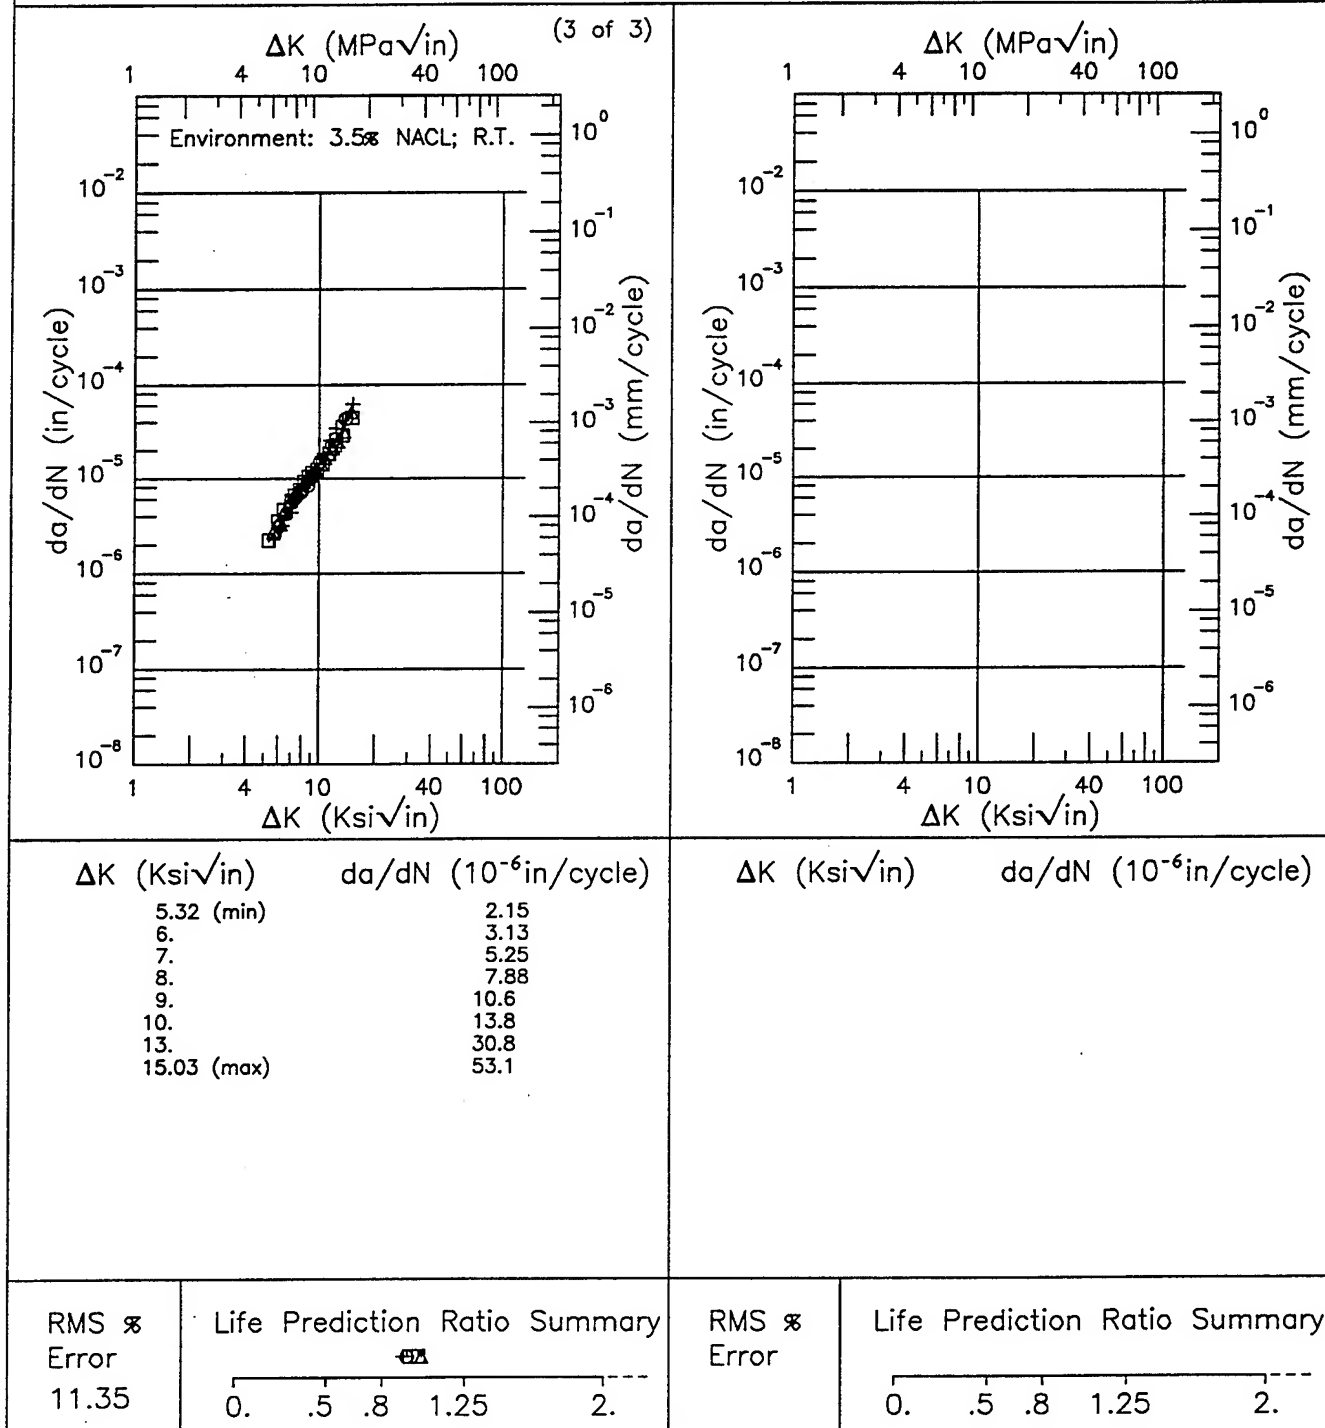 (3 of 3)
ΔK (MPa√in)
1 4 10 40 100
Environment: 3.5% NACL; R.T.
10⁰
10⁻²
10⁻¹
10⁻³
10⁻²
10⁻⁴
10⁻³
10⁻⁵
10⁻⁴
10⁻⁶
10⁻⁵
10⁻⁷
10⁻⁶
10⁻⁸
da/dN (in/cycle)
da/dN (mm/cycle)
1 4 10 40 100
ΔK (Ksi√in)
ΔK (MPa√in)
1 4 10 40 100
10⁰
10⁻²
10⁻¹
10⁻³
10⁻²
10⁻⁴
10⁻³
10⁻⁵
10⁻⁴
10⁻⁶
10⁻⁵
10⁻⁷
10⁻⁶
10⁻⁸
da/dN (in/cycle)
da/dN (mm/cycle)
1 4 10 40 100
ΔK (Ksi√in)
ΔK (Ksi√in) da/dN (10⁻⁶in/cycle)
5.32 (min) 2.15
6. 3.13
7. 5.25
8. 7.88
9. 10.6
10. 13.8
13. 30.8
15.03 (max) 53.1
ΔK (Ksi√in) da/dN (10⁻⁶in/cycle)
RMS %
Error
11.35
Life Prediction Ratio Summary
0. .5 .8 1.25 2.
RMS %
Error
Life Prediction Ratio Summary
0. .5 .8 1.25 2.